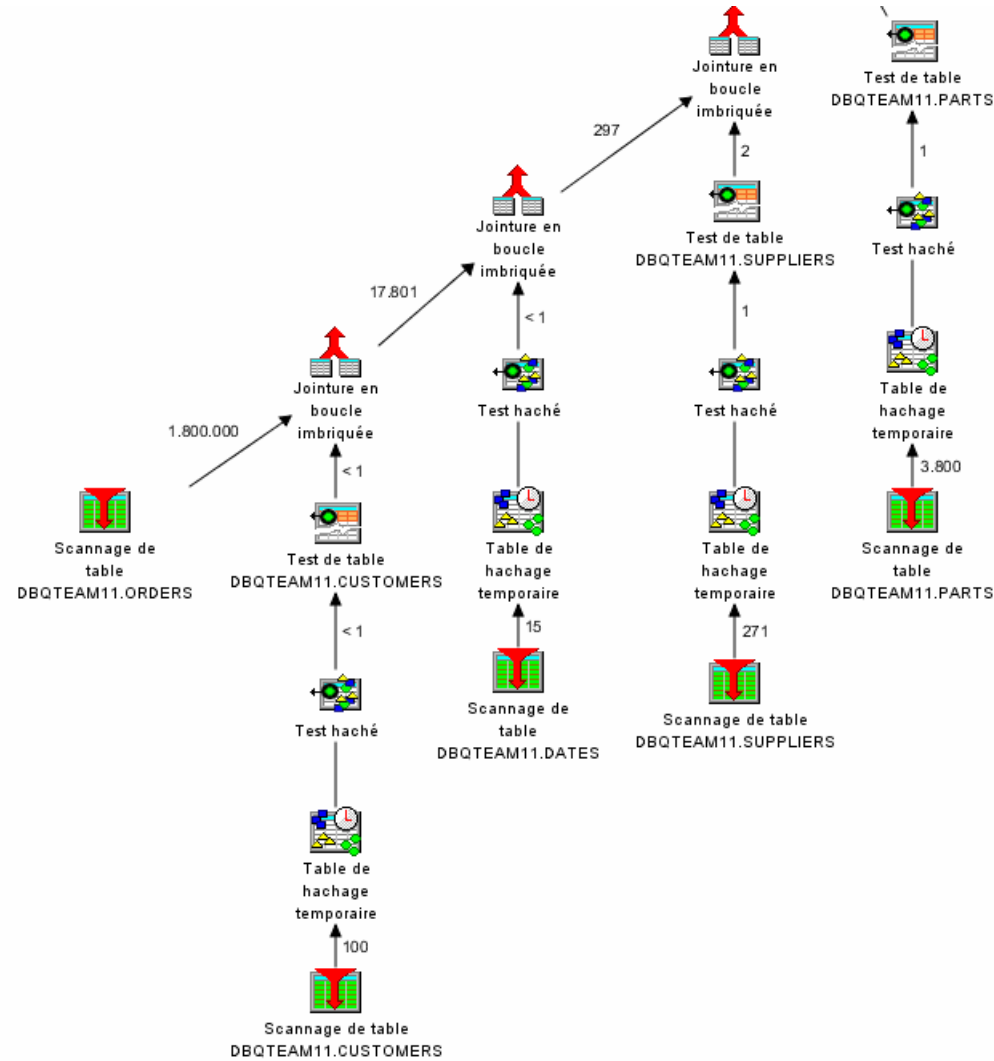 Jointure en
boucle
imbriquée
Test de table
DBQTEAM11.PARTS
297
2
1
Jointure en
boucle
imbriquée
Test de table
DBQTEAM11.SUPPLIERS
Test haché
17.801
< 1
1
Jointure en
boucle
imbriquée
Test haché
Test haché
Table de
hachage
temporaire
1.800.000
< 1
3.800
Scannage de
table
DBQTEAM11.ORDERS
Test de table
DBQTEAM11.CUSTOMERS
Table de
hachage
temporaire
Table de
hachage
temporaire
Scannage de
table
DBQTEAM11.PARTS
< 1
15
271
Test haché
Scannage de
table
DBQTEAM11.DATES
Scannage de table
DBQTEAM11.SUPPLIERS
Table de
hachage
temporaire
100
Scannage de table
DBQTEAM11.CUSTOMERS